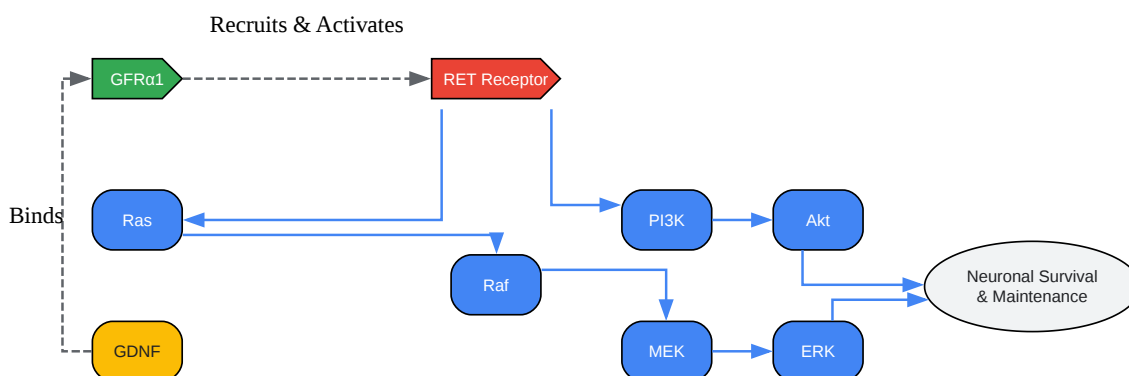 Recruits & Activates
GFRα1
RET Receptor
Binds
Ras
PI3K
Akt
Raf
Neuronal Survival
& Maintenance
GDNF
MEK
ERK